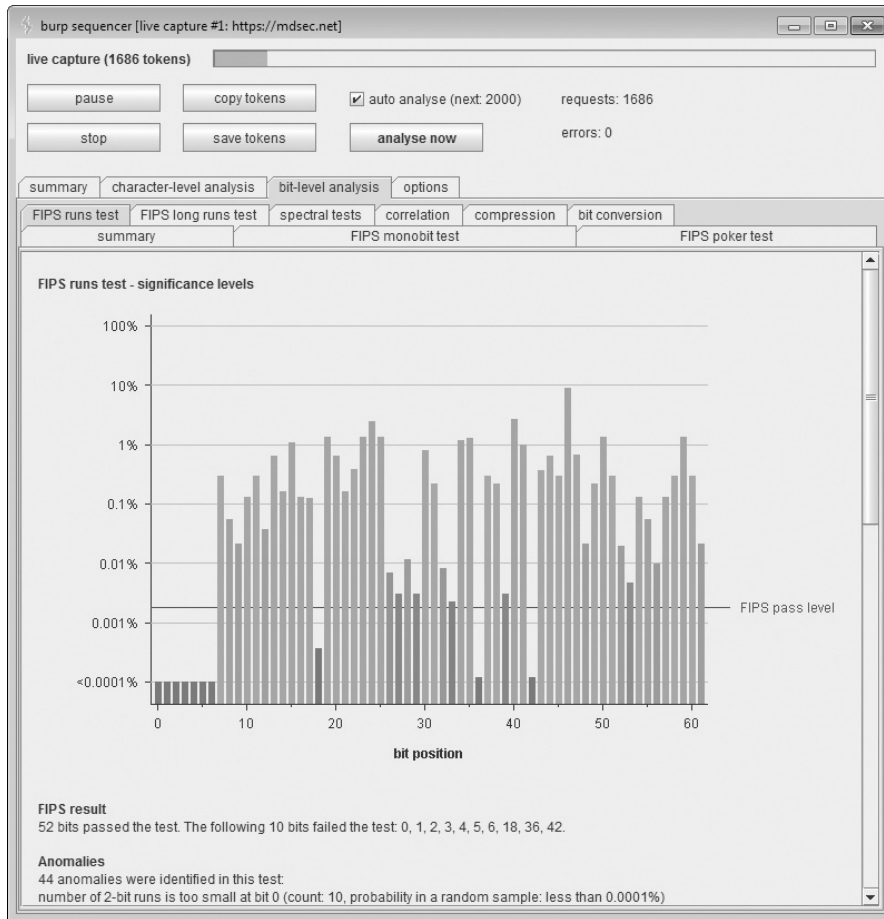 burp sequencer [live capture #1: https://mdsec.net]
live capture (1686 tokens)
pause copy tokens auto analyse (next: 2000) requests: 1686
stop save tokens analyse now errors: 0
summary character-level analysis bit-level analysis options
FIPS runs test FIPS long runs test spectral tests correlation compression bit conversion
summary FIPS monobit test FIPS poker test
FIPS runs test - significance levels
100%
10%
1%
0.1%
0.01%
FIPS pass level
0.001%
<0.0001%
0 10 20 30 40 50 60
bit position
FIPS result
52 bits passed the test. The following 10 bits failed the test: 0, 1, 2, 3, 4, 5, 6, 18, 36, 42.
Anomalies
44 anomalies were identified in this test:
number of 2-bit runs is too small at bit 0 (count: 10, probability in a random sample: less than 0.0001%)